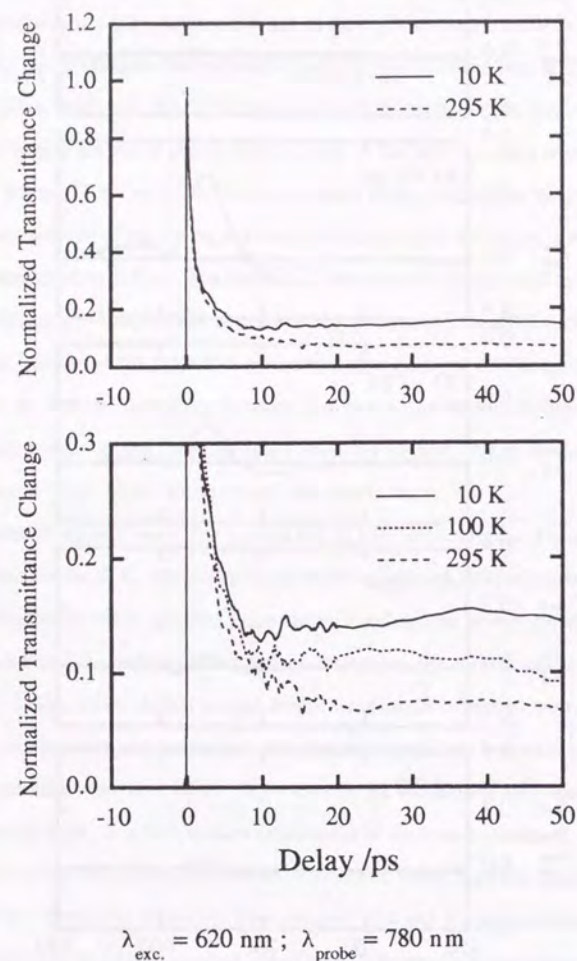 Normalized Transmittance Change
1.2
1.0
0.8
0.6
0.4
0.2
0.0
10 K
295 K
-10
0
10
20
30
40
50
Normalized Transmittance Change
0.3
0.2
0.1
0.0
10 K
100 K
295 K
-10
0
10
20
30
40
50
Delay /ps
λexc. = 620 nm ; λprobe = 780 nm